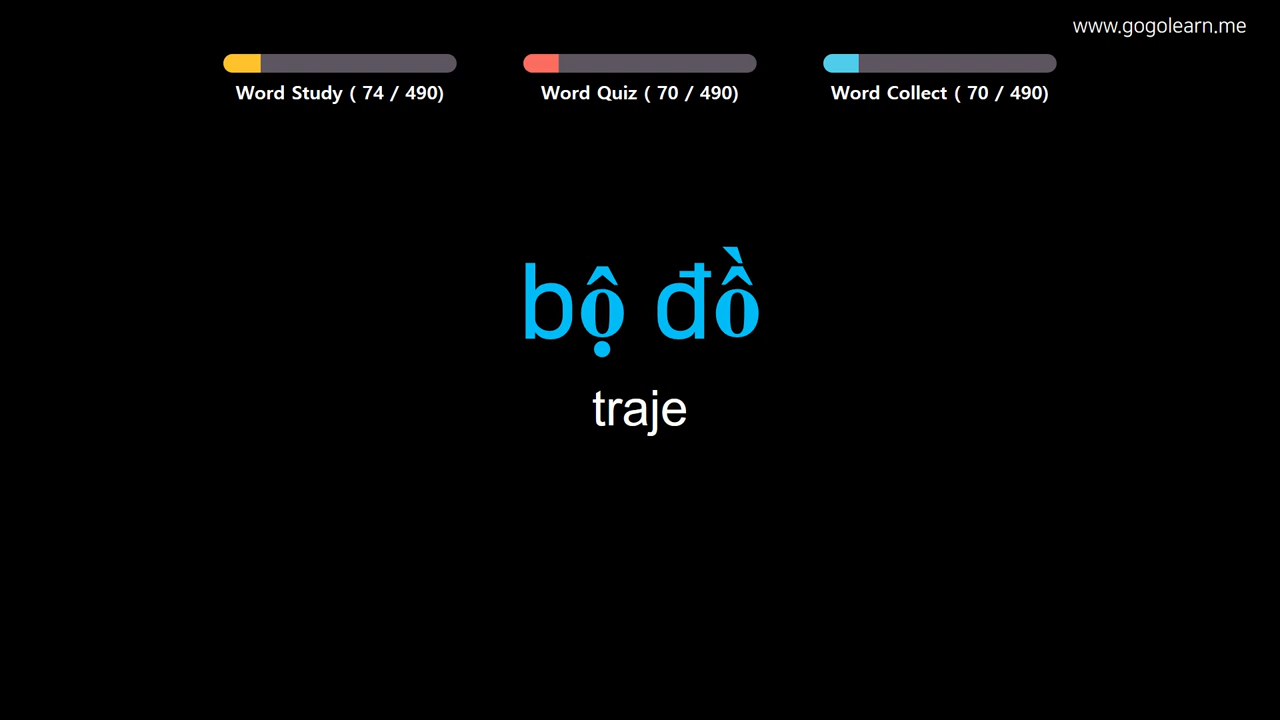 www.gogolearn.me
Word Study ( 74 / 490)
Word Quiz ( 70 / 490)
Word Collect ( 70 / 490)
bộ đồ
traje